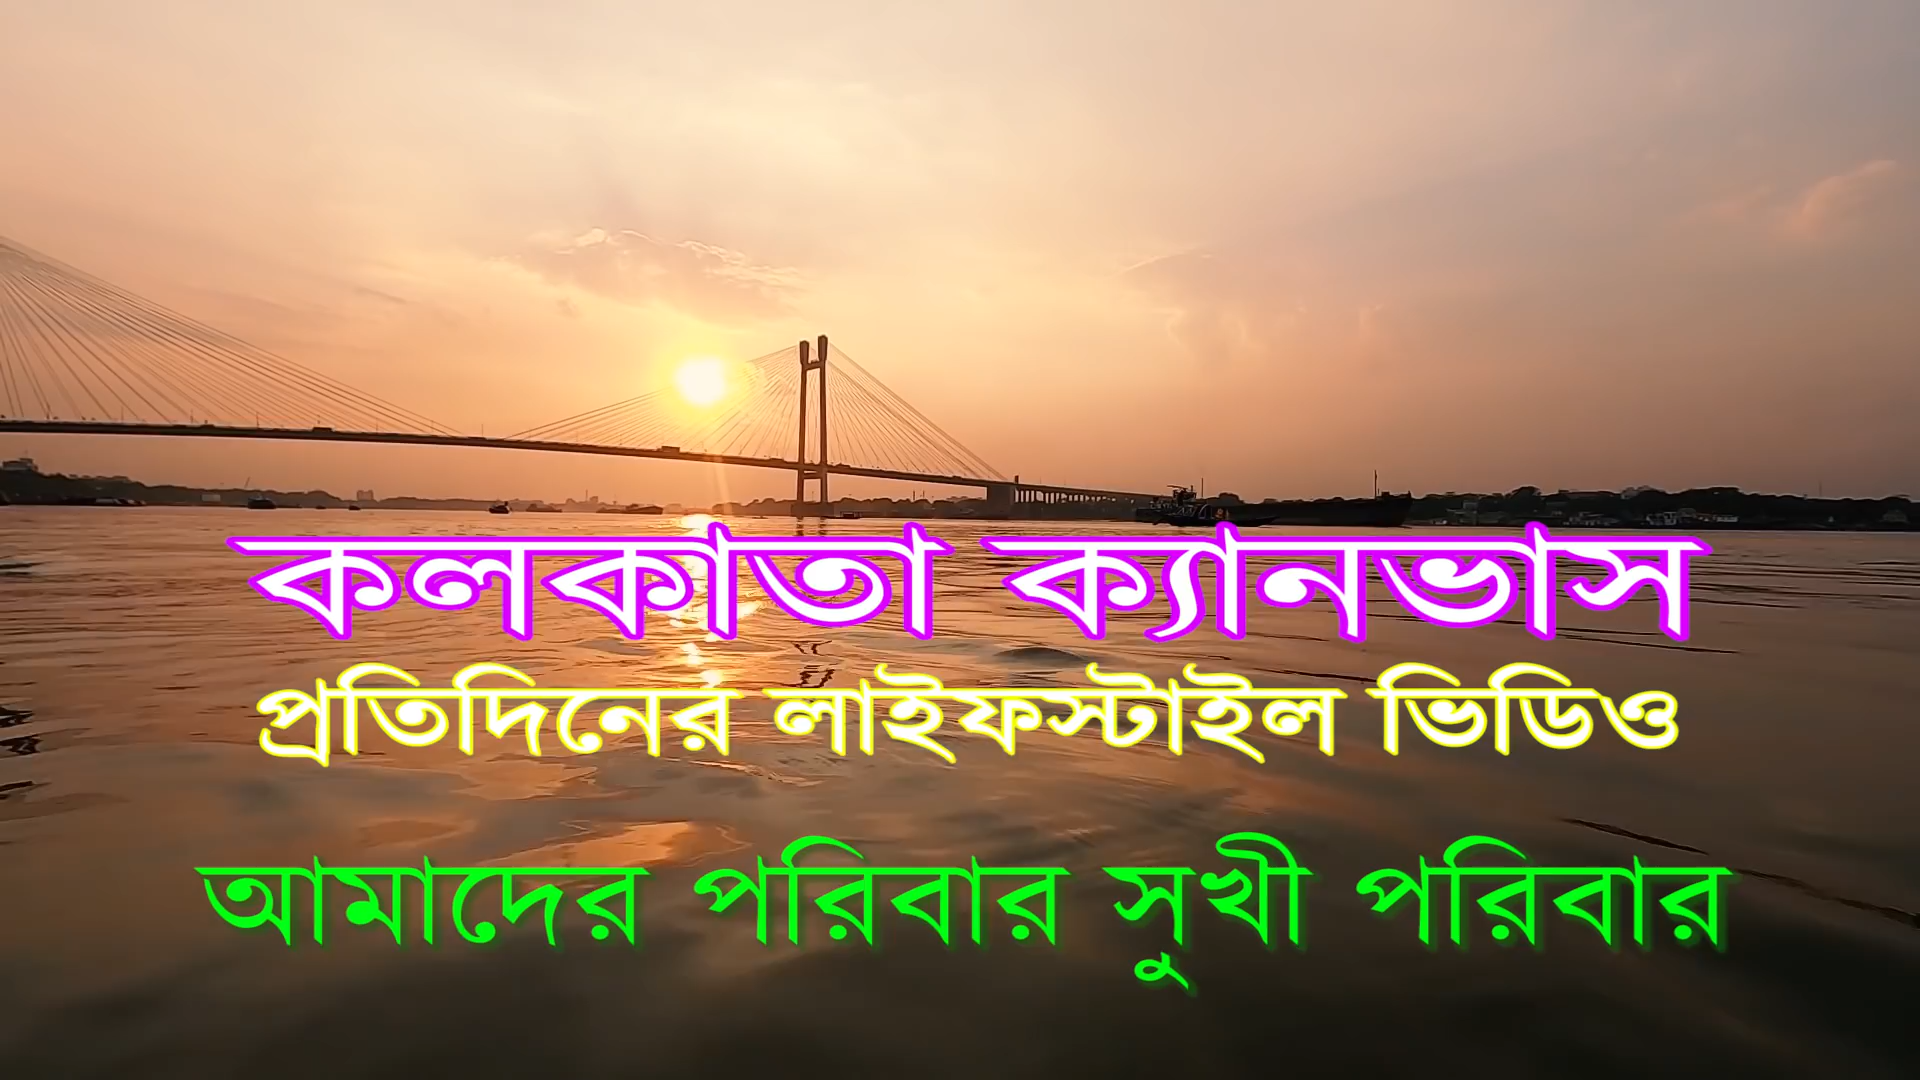 কলকাতা ক্যানভাস
প্রতিদিনের লাইফস্টাইল ভিডিও
আমাদের পরিবার সুখী পরিবার